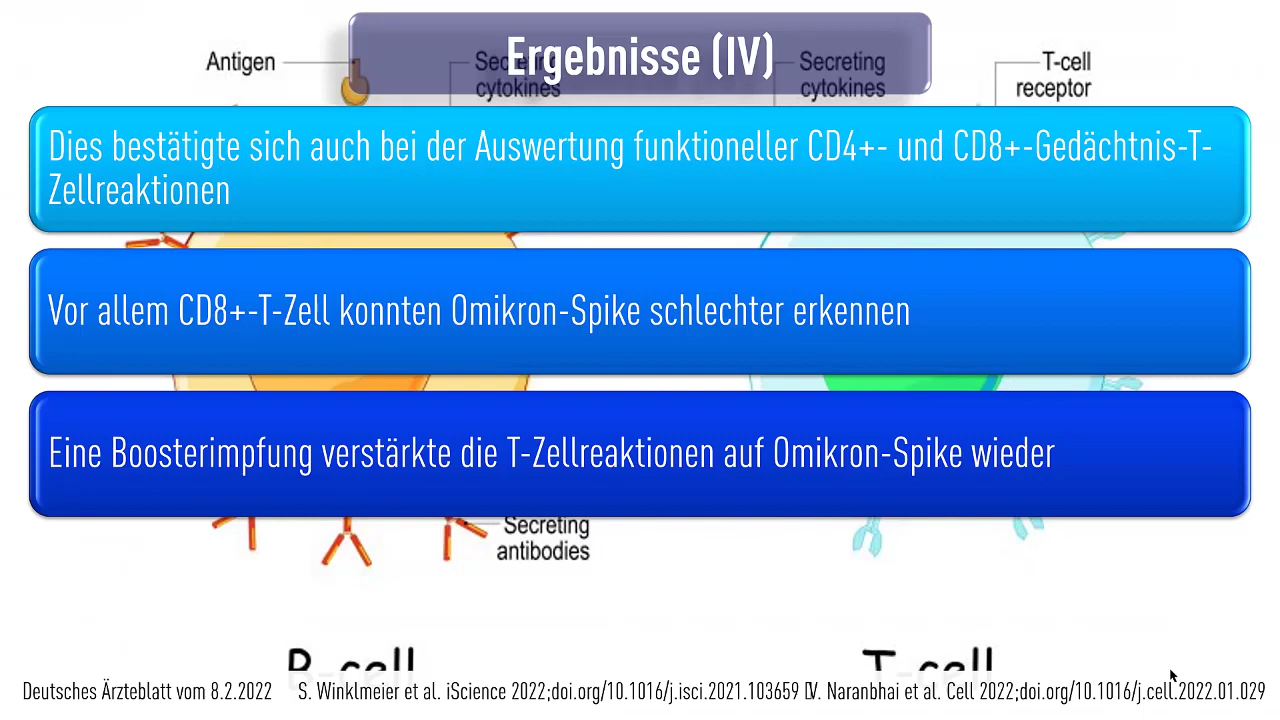 Ergebnisse (IV)
Antigen
Secreting
cytokines
Secreting
cytokines
T-cell
receptor
Dies bestätigte sich auch bei der Auswertung funktioneller CD4+- und CD8+-Gedächtnis-T-
Zellreaktionen
Vor allem CD8+-T-Zell konnten Omikron-Spike schlechter erkennen
Eine Boosterimpfung verstärkte die T-Zellreaktionen auf Omikron-Spike wieder
Secreting
antibodies
B-cell
T-cell
Deutsches Ärzteblatt vom 8.2.2022 S. Winklmeier et al. iScience 2022;doi.org/10.1016/j.isci.2021.103659 V. Naranbhai et al. Cell 2022;doi.org/10.1016/j.cell.2022.01.029